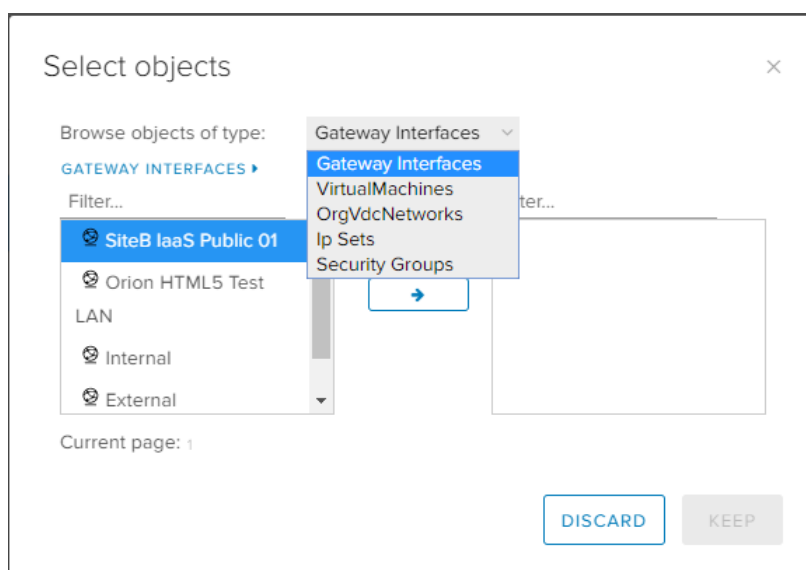 Select objects
×
Browse objects of type:
Gateway Interfaces
GATEWAY INTERFACES
Gateway Interfaces
VirtualMachines
OrgVdcNetworks
Ip Sets
Security Groups
Filter...
ter...
SiteB IaaS Public 01
Orion HTML5 Test
LAN
Internal
External
Current page: 1
DISCARD
KEEP